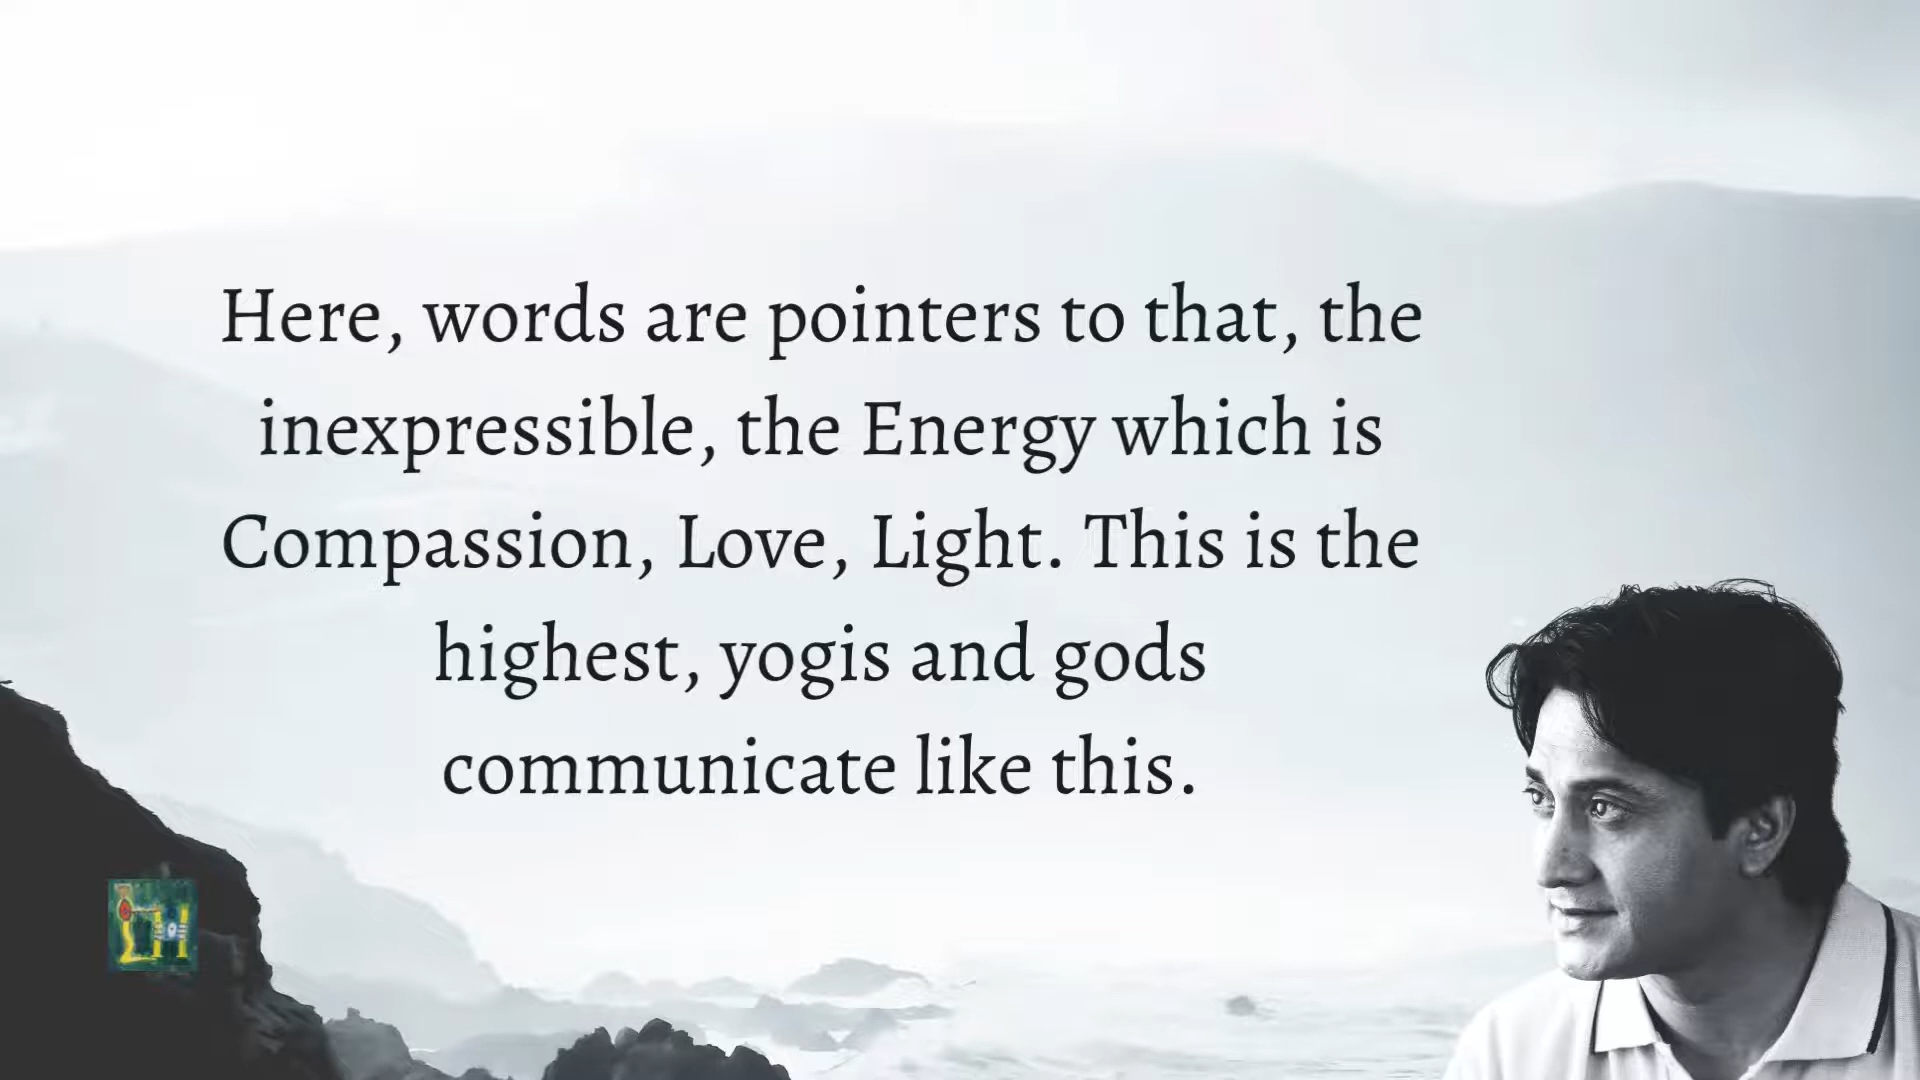 Here, words are pointers to that, the
inexpressible, the Energy which is
Compassion, Love, Light. This is the
highest, yogis and gods
communicate like this.